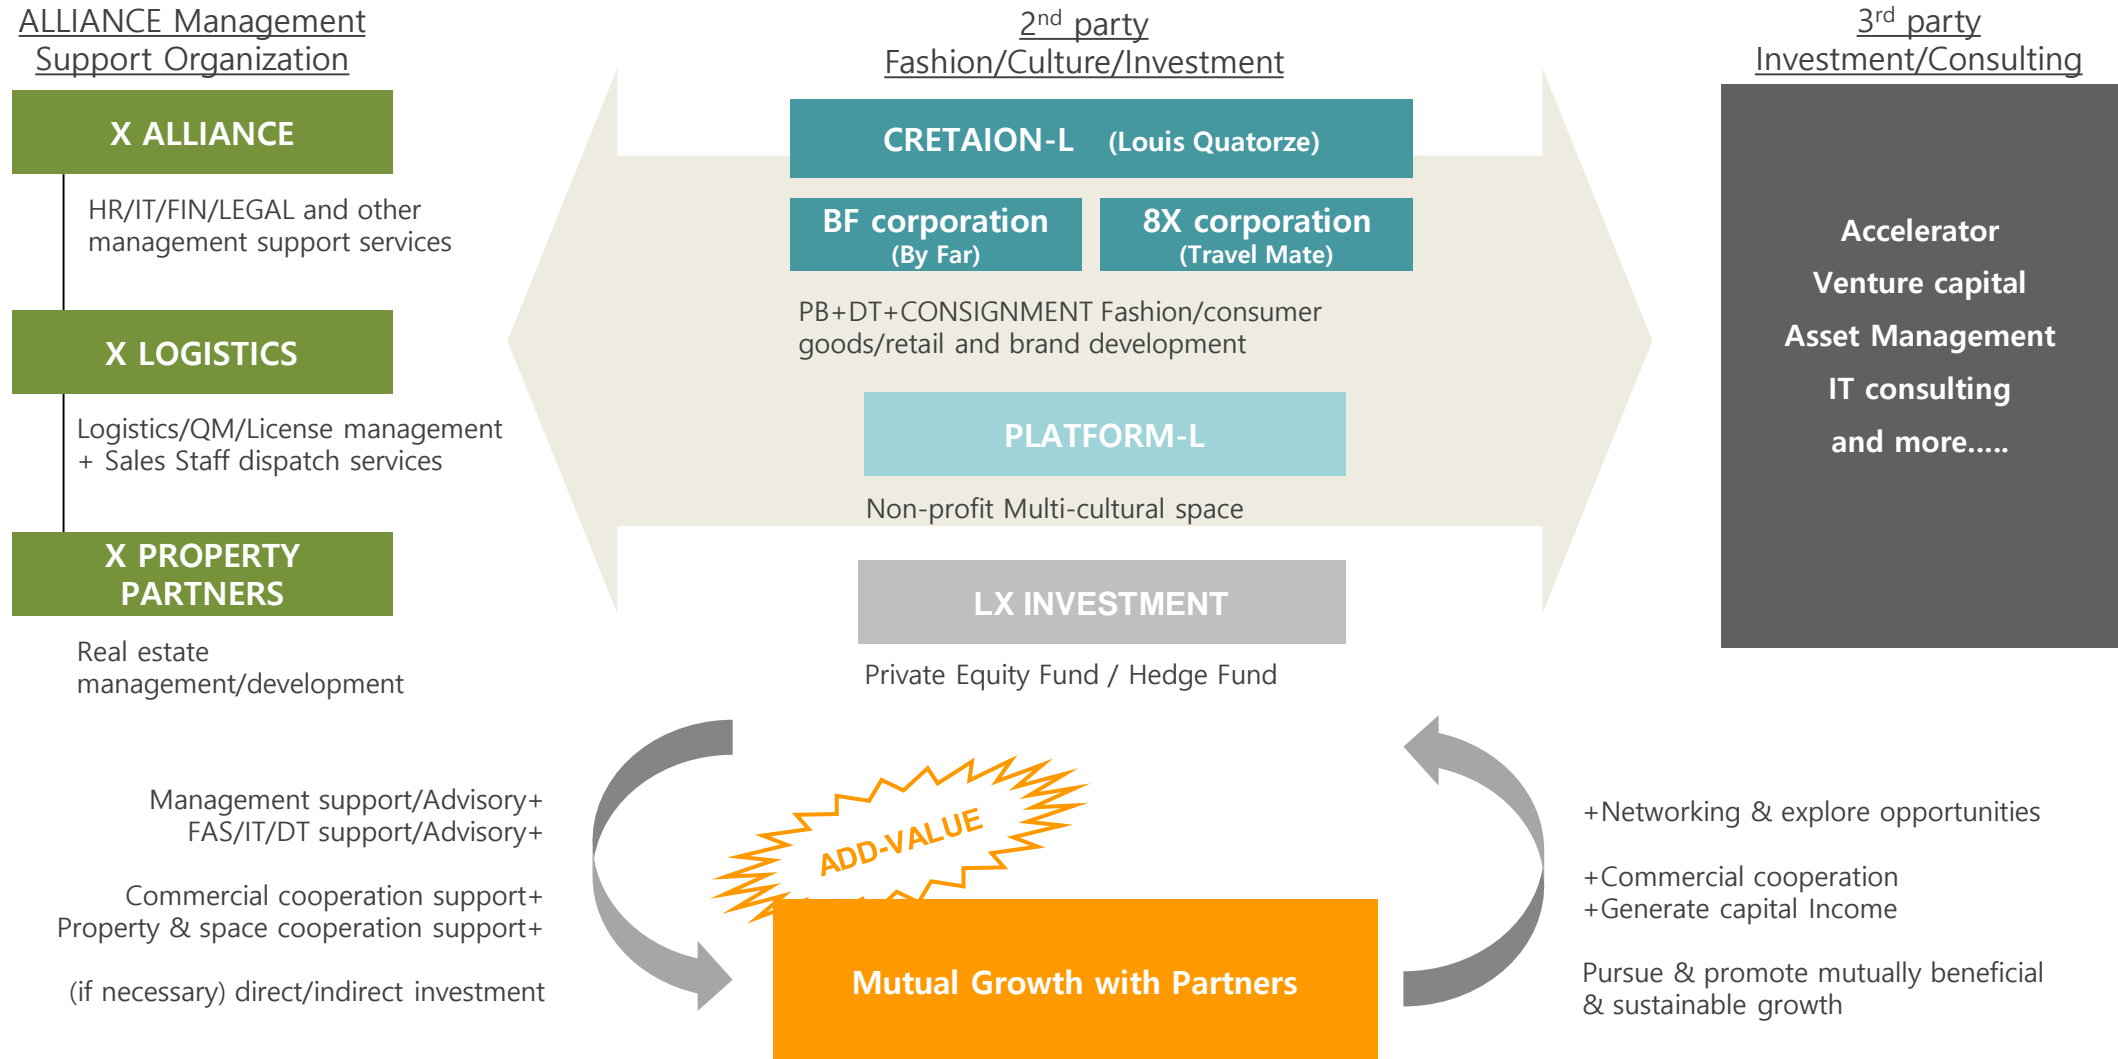 ALLIANCE Management
Support Organization
X ALLIANCE
HR/IT/FIN/LEGAL and other
management support services
X LOGISTICS
Logistics/QM/License management
+ Sales Staff dispatch services
X PROPERTY
PARTNERS
Real estate
management/development
2nd party
Fashion/Culture/Investment
CRETAION-L (Louis Quatorze)
BF corporation
(By Far)
8X corporation
(Travel Mate)
PB+DT+CONSIGNMENT Fashion/consumer
goods/retail and brand development
PLATFORM-L
Non-profit Multi-cultural space
LX INVESTMENT
Private Equity Fund / Hedge Fund
3rd party
Investment/Consulting
Accelerator
Venture capital
Asset Management
IT consulting
and more.....
Management support/Advisory+
FAS/IT/DT support/Advisory+
Commercial cooperation support+
Property & space cooperation support+
(if necessary) direct/indirect investment
ADD-VALUE
Mutual Growth with Partners
+Networking & explore opportunities
+Commercial cooperation
+Generate capital Income
Pursue & promote mutually beneficial
& sustainable growth